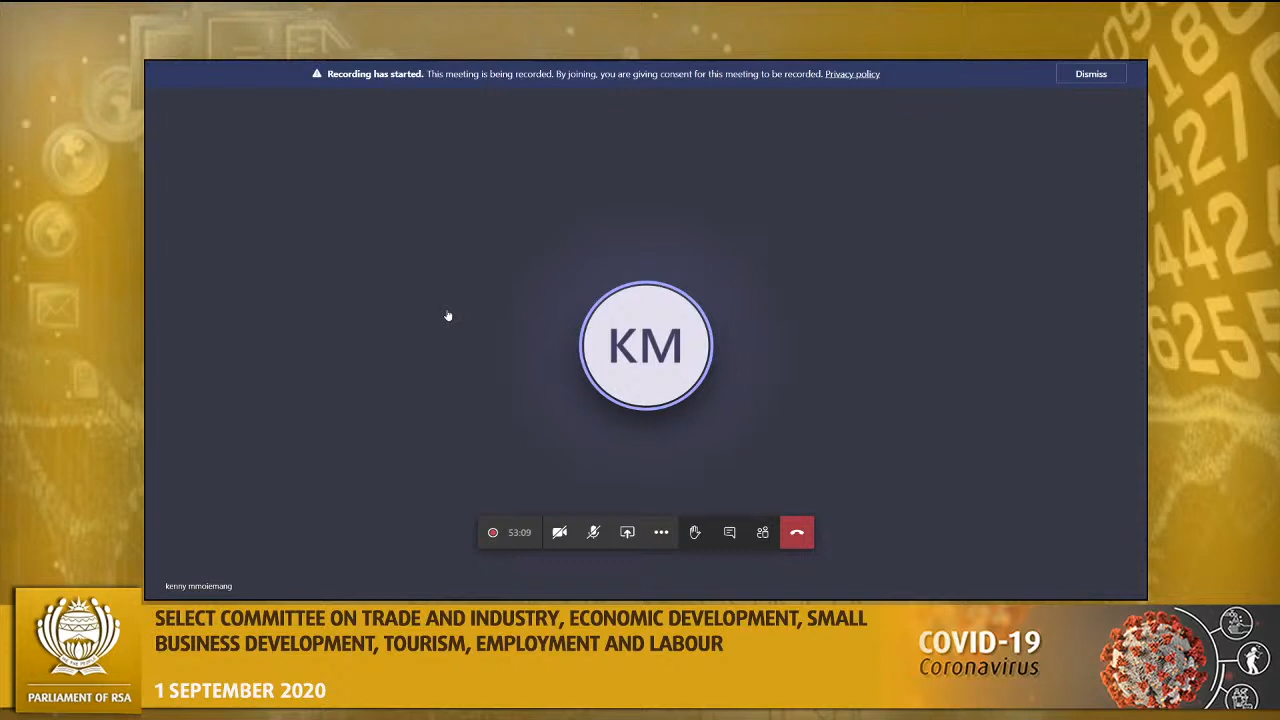 Recording has started. This meeting is being recorded. By joining, you are giving consent for this meeting to be recorded. Privacy policy
Dismiss
KM
53:09
kenny mmoiemang
SELECT COMMITTEE ON TRADE AND INDUSTRY, ECONOMIC DEVELOPMENT, SMALL
BUSINESS DEVELOPMENT, TOURISM, EMPLOYMENT AND LABOUR
1 SEPTEMBER 2020
PARLIAMENT OF RSA
COVID-19
Coronavirus